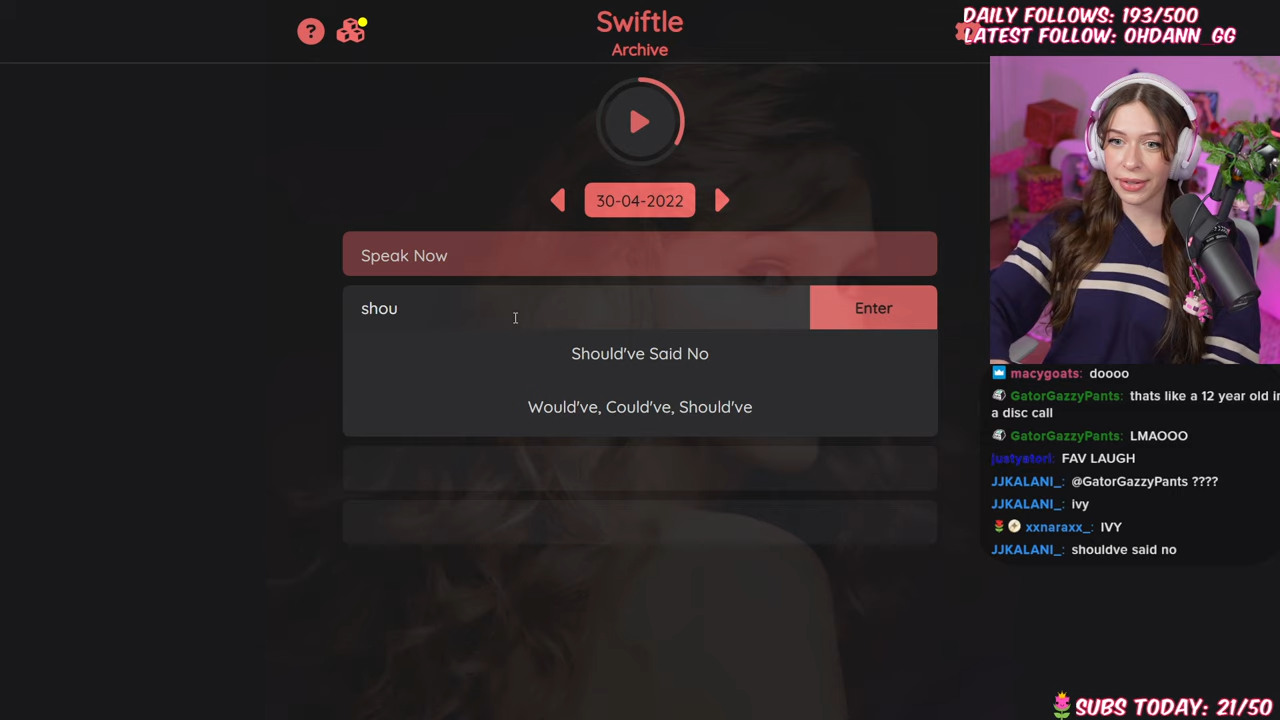 ?
Swiftle
Archive
DAILY FOLLOWS: 193/500
LATEST FOLLOW: OHDANN_GG
30-04-2022
Speak Now
shou
Enter
Should've Said No
Would've, Could've, Should've
macygoats: doooo
GatorGazzyPants: thats like a 12 year old in
a disc call
GatorGazzyPants: LMAOOO
justyatori: FAV LAUGH
JJKALANI_: @GatorGazzyPants ????
JJKALANI_: ivy
xxnaraxx_: IVY
JJKALANI_: shouldve said no
SUBS TODAY: 21/50